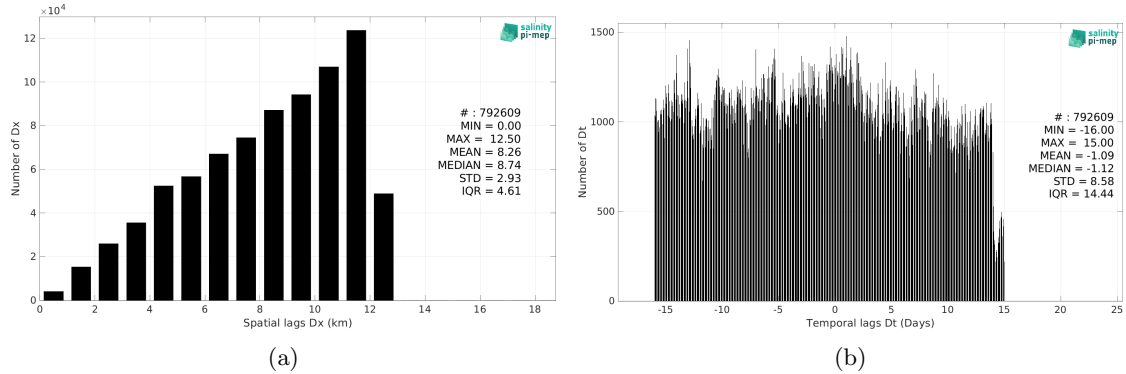 ×10⁴
12
10
8
6
4
2
0
Number of Dx
0 2 4 6 8 10 12 14 16 18
Spatial lags Dx (km)
salinity
pi-mep
# : 792609
MIN = 0.00
MAX = 12.50
MEAN = 8.26
MEDIAN = 8.74
STD = 2.93
IQR = 4.61
(a)
1500
1000
500
0
Number of Dt
-15 -10 -5 0 5 10 15 20 25
Temporal lags Dt (Days)
salinity
pi-mep
# : 792609
MIN = -16.00
MAX = 15.00
MEAN = -1.09
MEDIAN = -1.12
STD = 8.58
IQR = 14.44
(b)